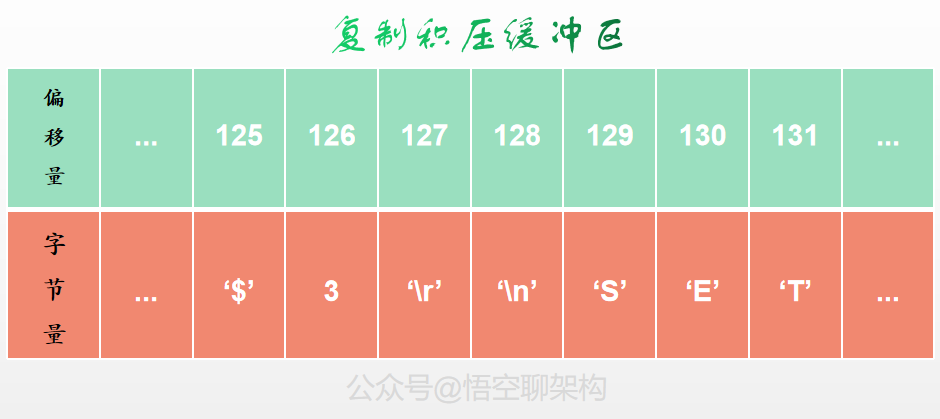 复制积压缓冲区
偏移量 ... 125 126 127 128 129 130 131 ...
字节量 ... ‘$’ 3 ‘\r’ ‘\n’ ‘S’ ‘E’ ‘T’ ...
公众号@悟空聊架构